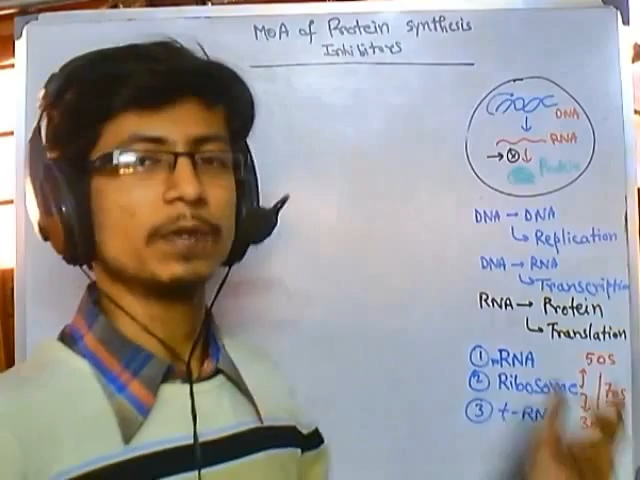 MOA of Protein synthesis
Inhibitors
DNA
RNA
Protein
DNA → DNA
↳ Replication
DNA → RNA
↳ Transcription
RNA → Protein
↳ Translation
① mRNA
50S
② Ribosome
70S
③ t-RN